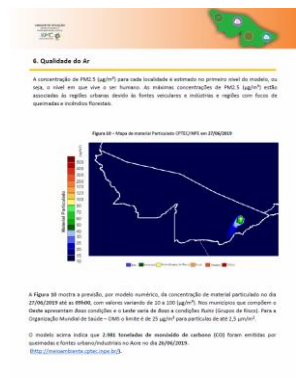 6. Qualidade do Ar
A concentração de PM2.5 (µg/m³) para cada localidade é estimado no primeiro nível do modelo, ou
seja, o nível em que vive o ser humano. As máximas concentrações de PM2.5 (µg/m³) estão
associadas às regiões urbanas devido às fontes veiculares e indústrias e regiões com focos de
queimadas e incêndios florestais.
Figura 10 – Mapa de material Particulado CPTEC/INPE em 27/06/2019
Material Particulado
A Figura 10 mostra a previsão, por modelo numérico, da concentração de material particulado no dia
27/06/2019 até as 09h00, com valores variando de 10 a 100 (µg/m³). Nos municípios que compõem o
Oeste apresentam Boas condições e o Leste varia de Boas a condições Ruins (Grupos de Risco). Para a
Organização Mundial de Saúde – OMS o limite é de 25 µg/m³ para partículas de até 2,5 µm/m³.
O modelo acima indica que 2.981 toneladas de monóxido de carbono (CO) foram emitidas por
queimadas e fontes urbano/industriais no Acre no dia 26/06/2019.
(http://meioambiente.cptec.inpe.br/).